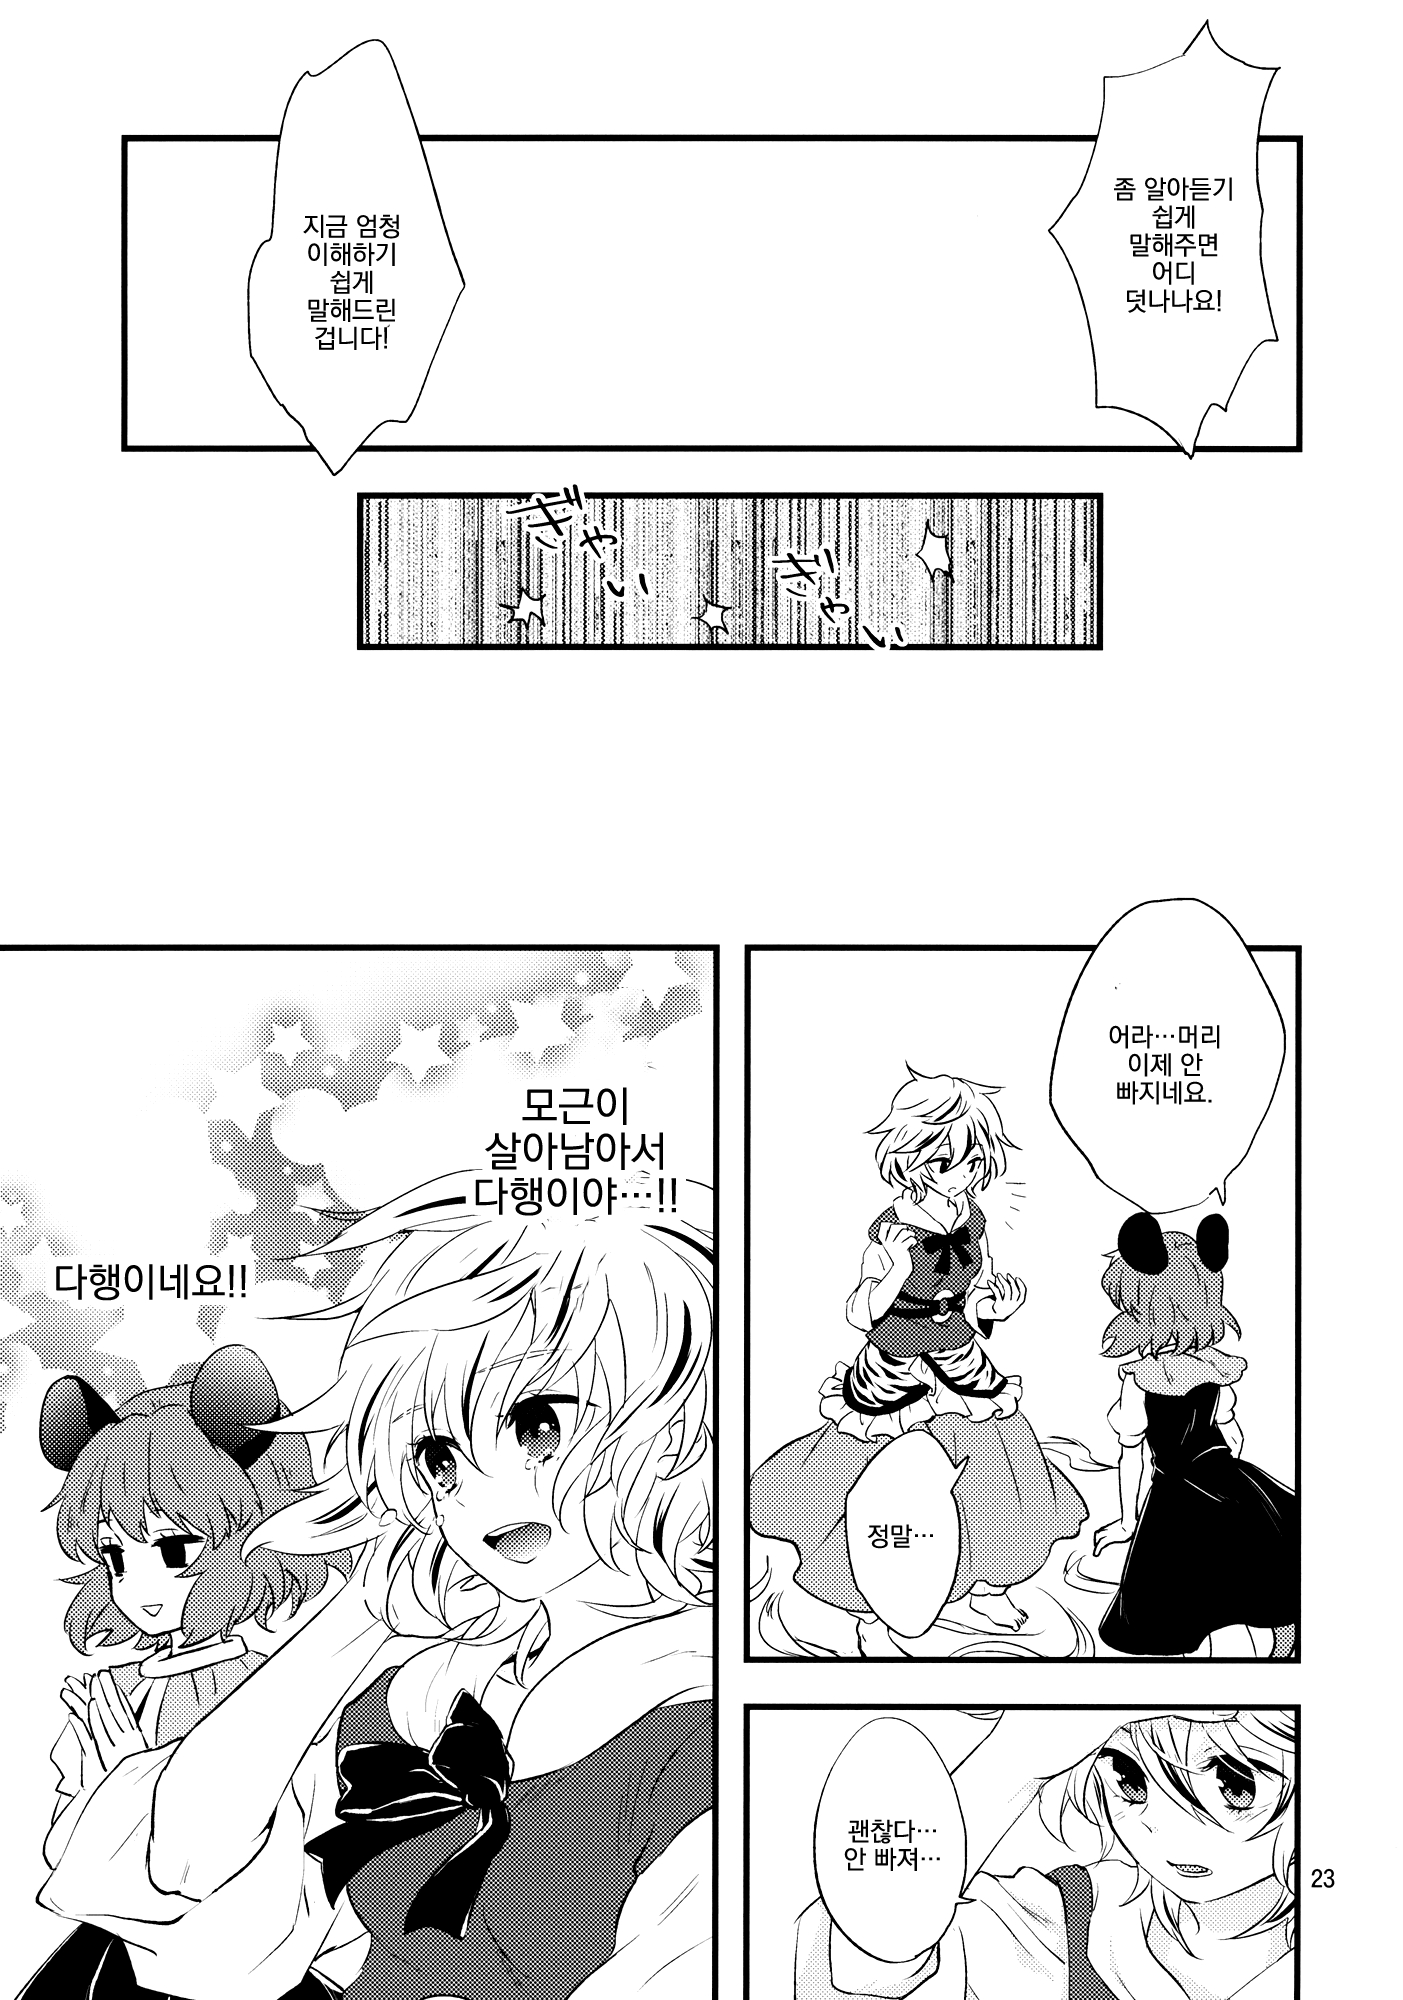 좀 알아듣기
쉽게
말해주면
어디
덧나나요!
지금 엄청
이해하기
쉽게
말해드린
겁니다!
ぎゃい
ぎゃい
어라…머리
이제 안
빠지네요.
정말…
괜찮다…
안 빠져…
모근이
살아남아서
다행이야…!!
다행이네요!!
23